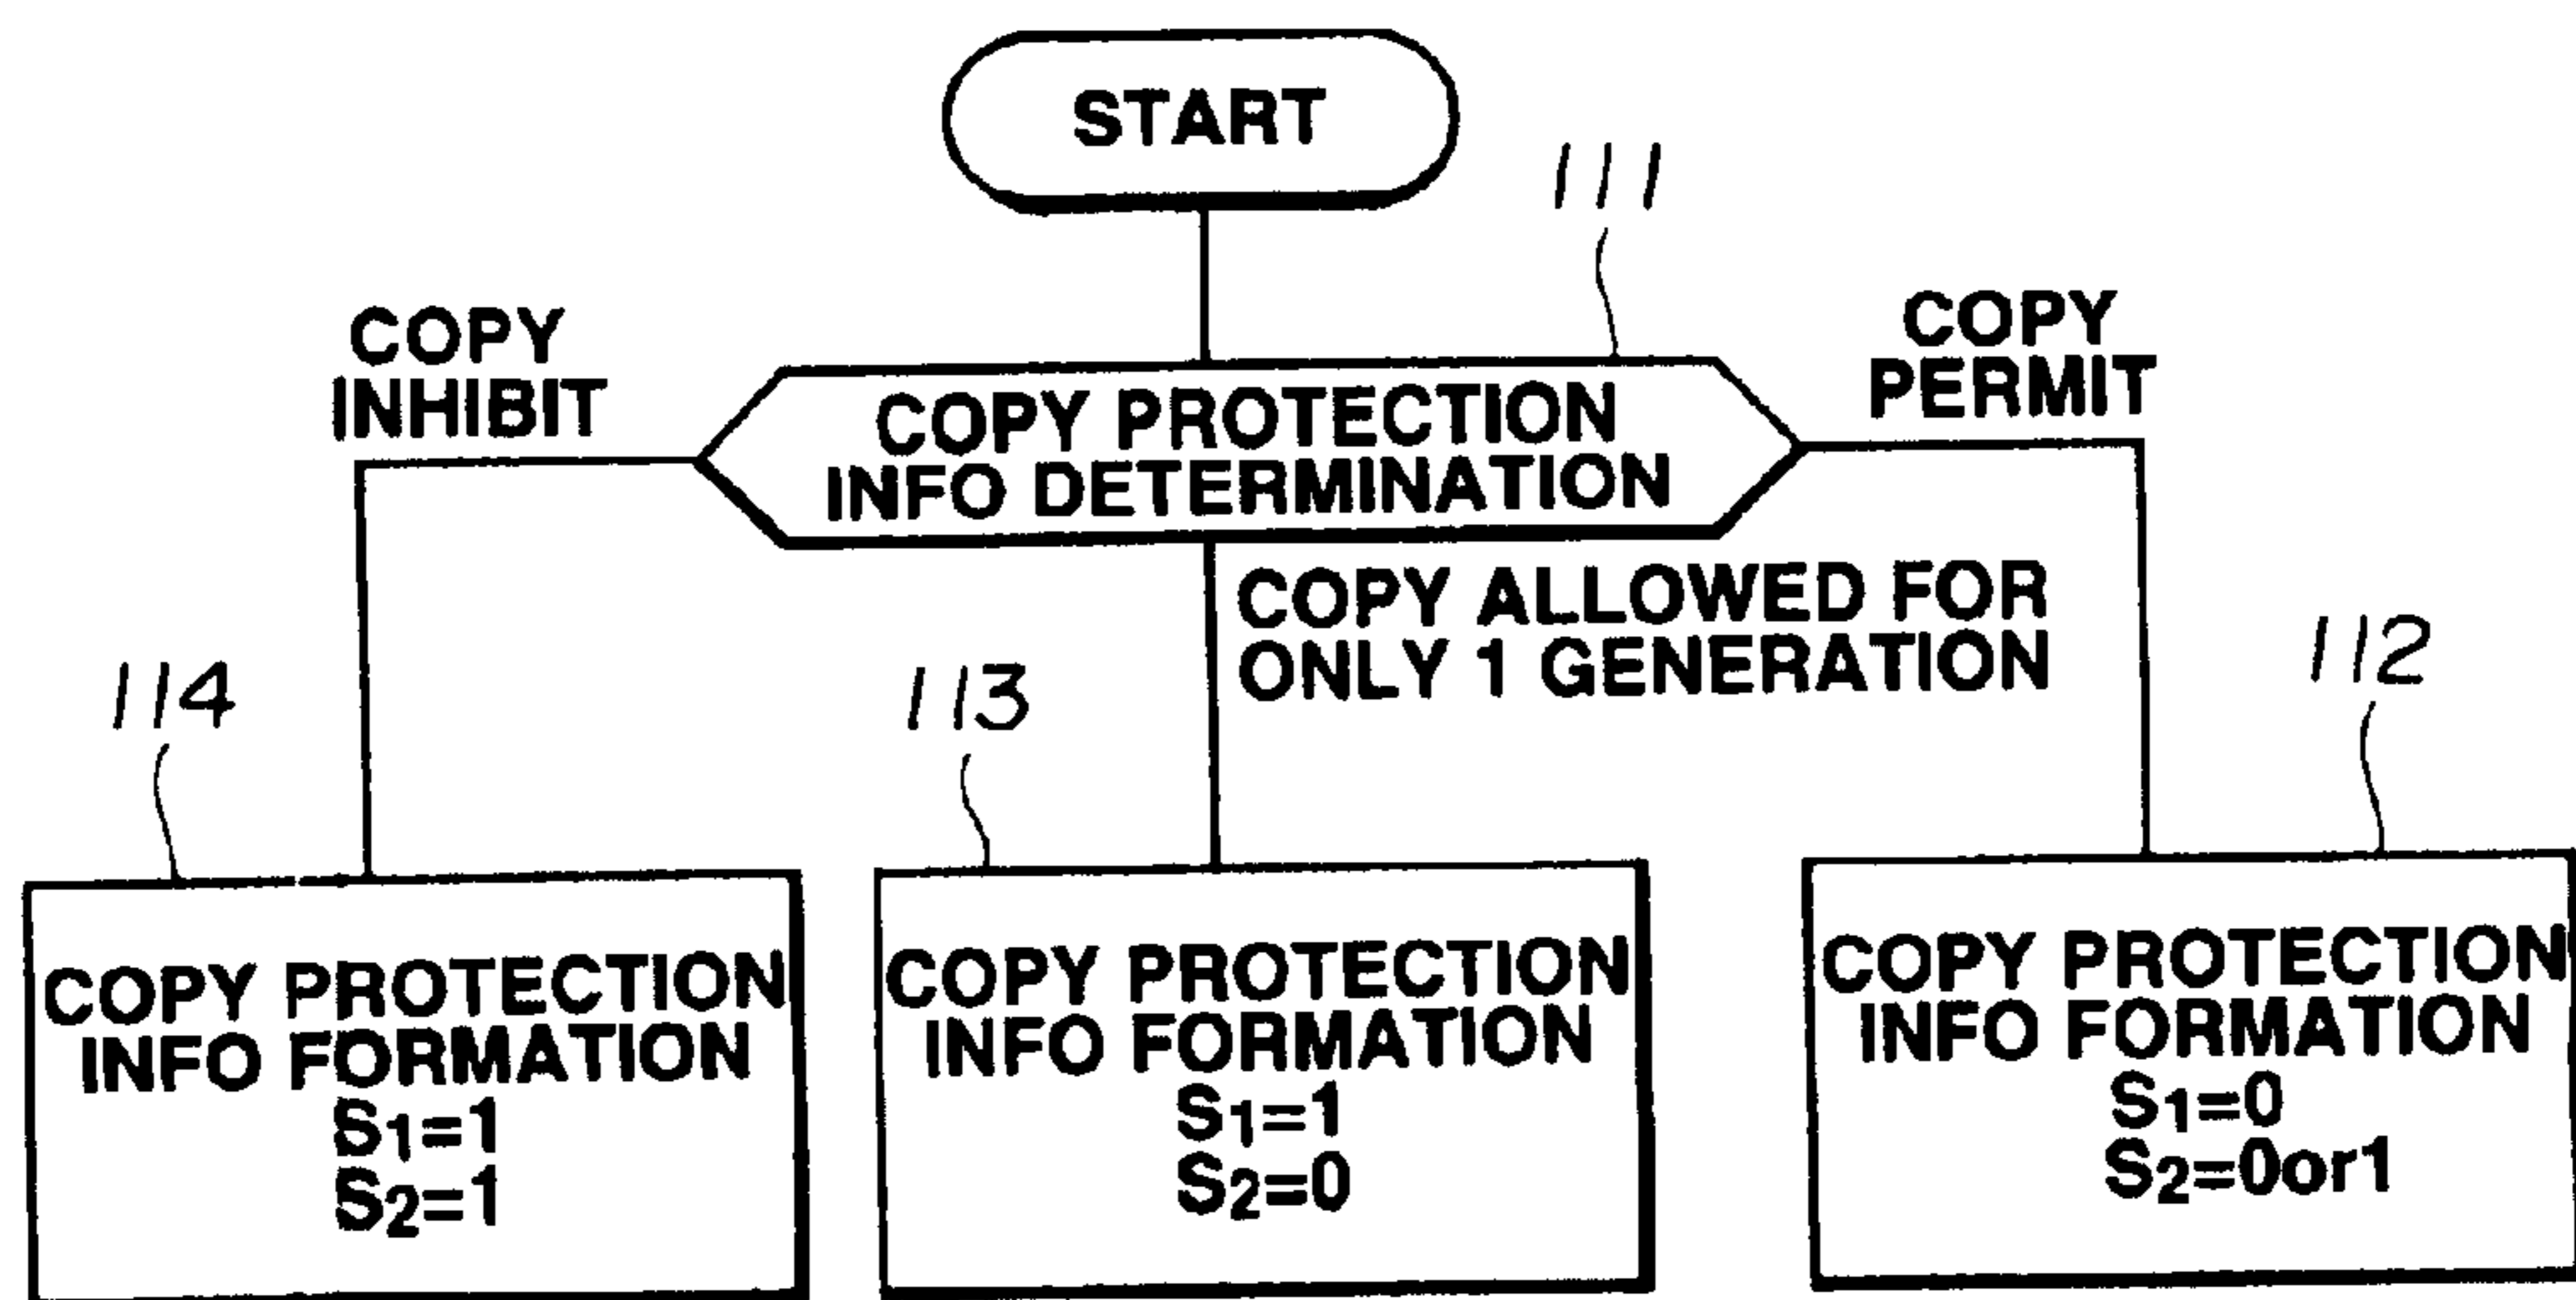 START
111
COPY
INHIBIT
COPY PROTECTION
INFO DETERMINATION
COPY
PERMIT
COPY ALLOWED FOR
ONLY 1 GENERATION
114
113
112
COPY PROTECTION
INFO FORMATION
S1=1
S2=1
COPY PROTECTION
INFO FORMATION
S1=1
S2=0
COPY PROTECTION
INFO FORMATION
S1=0
S2=0or1